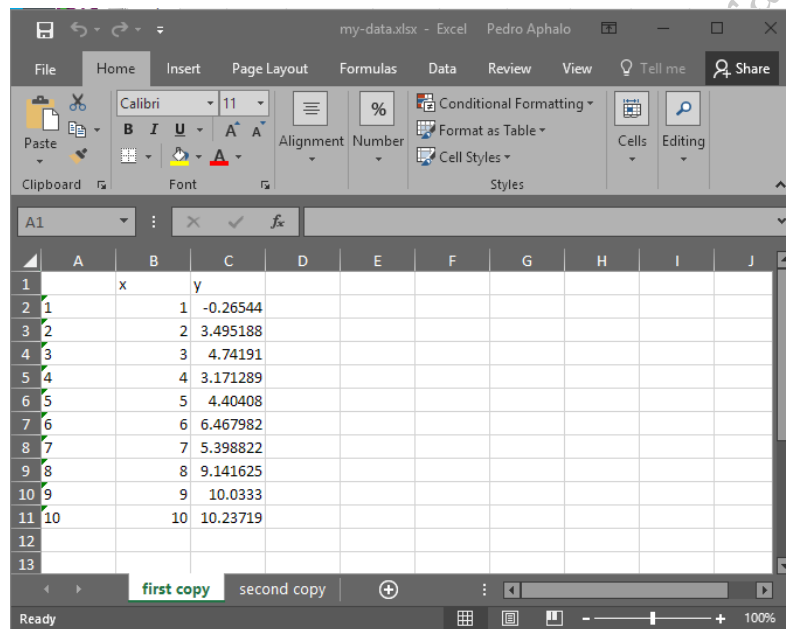 my-data.xlsx - Excel Pedro Aphalo
File Home Insert Page Layout Formulas Data Review View Tell me Share
Calibri 11 % Conditional Formatting
B I U A A Format as Table
Paste Alignment Number Cells Editing
A Cell Styles
Clipboard Font Styles
A1 fx
A B C D E F G H I J
1 x y
2 1 1 -0.26544
3 2 2 3.495188
4 3 3 4.74191
5 4 4 3.171289
6 5 5 4.40408
7 6 6 6.467982
8 7 7 5.398822
9 8 8 9.141625
10 9 9 10.0333
11 10 10 10.23719
12
13
first copy second copy
Ready - + 100%